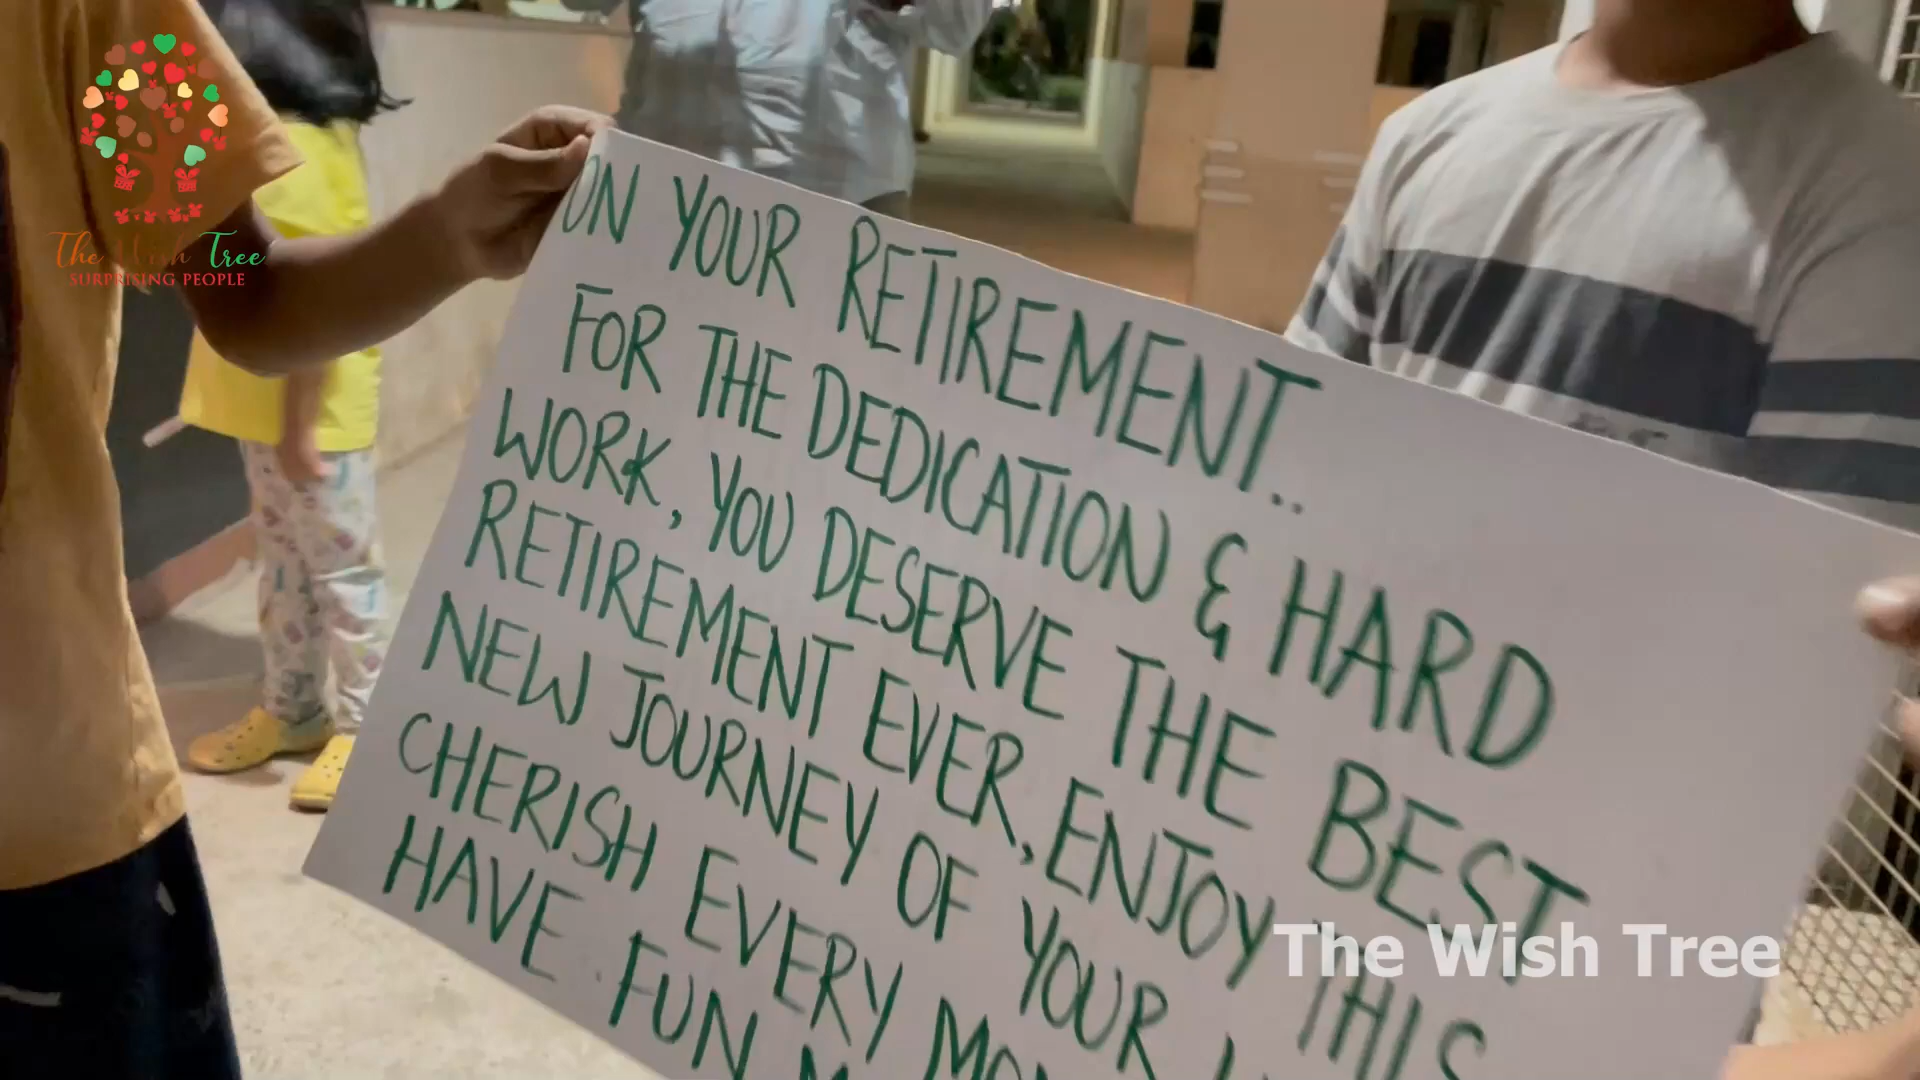 The Wish Tree
SURPRISING PEOPLE
ON YOUR RETIREMENT..
FOR THE DEDICATION & HARD
WORK, YOU DESERVE THE BEST
RETIREMENT EVER, ENJOY THIS
NEW JOURNEY OF YOUR
CHERISH EVERY
HAVE FUN
The Wish Tree